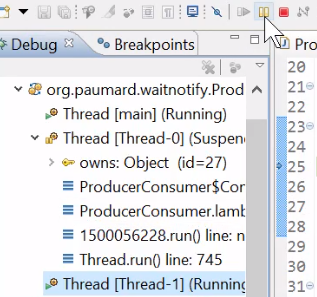 Debug
Breakpoints
Pro
org.paumard.waitnotify.Prod
Thread [main] (Running)
Thread [Thread-0] (Suspen
owns: Object (id=27)
ProducerConsumer$Con
ProducerConsumer.lamb
1500056228.run() line: n
Thread.run() line: 745
Thread [Thread-1] (Running
20
21
22
23
24
25
26
27
28
29
30
31